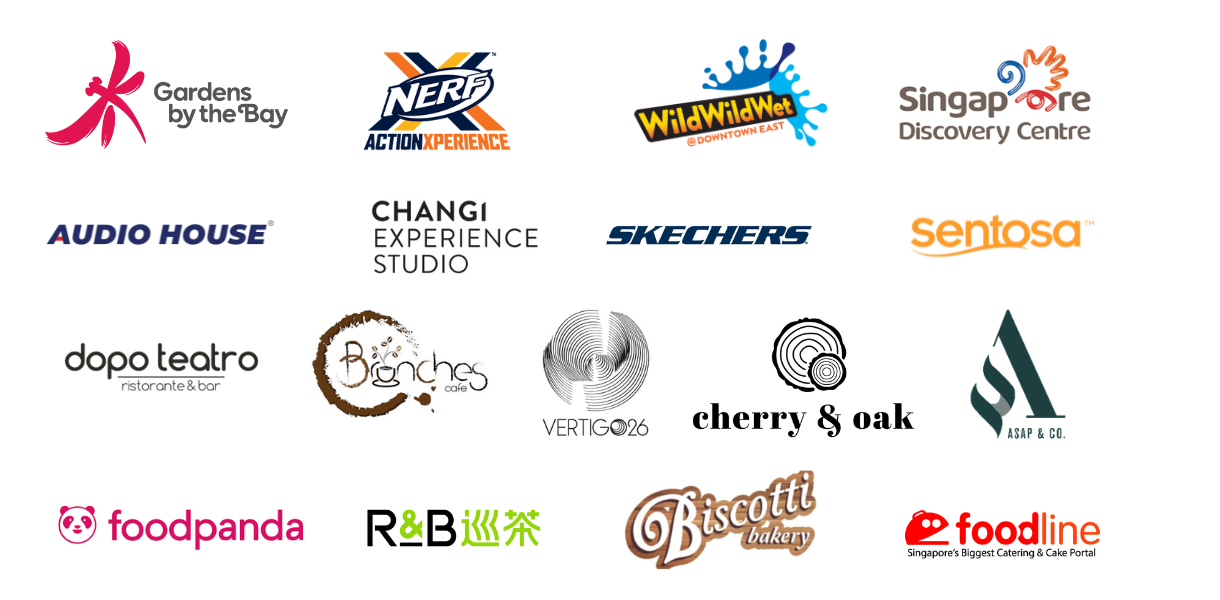 Gardens
by the Bay
NERF
™
ACTIONXPERIENCE
WildWildWet
@ DOWNTOWN EAST
Singapore
Discovery Centre
AUDIO HOUSE®
CHANGI
EXPERIENCE
STUDIO
SKECHERS
sentosa™
dopo teatro
ristorante & bar
Branches
cafe
VERTIGO26
cherry & oak
ASAP & CO.
foodpanda
R&B巡茶
Biscotti
bakery
foodline
Singapore's Biggest Catering & Cake Portal